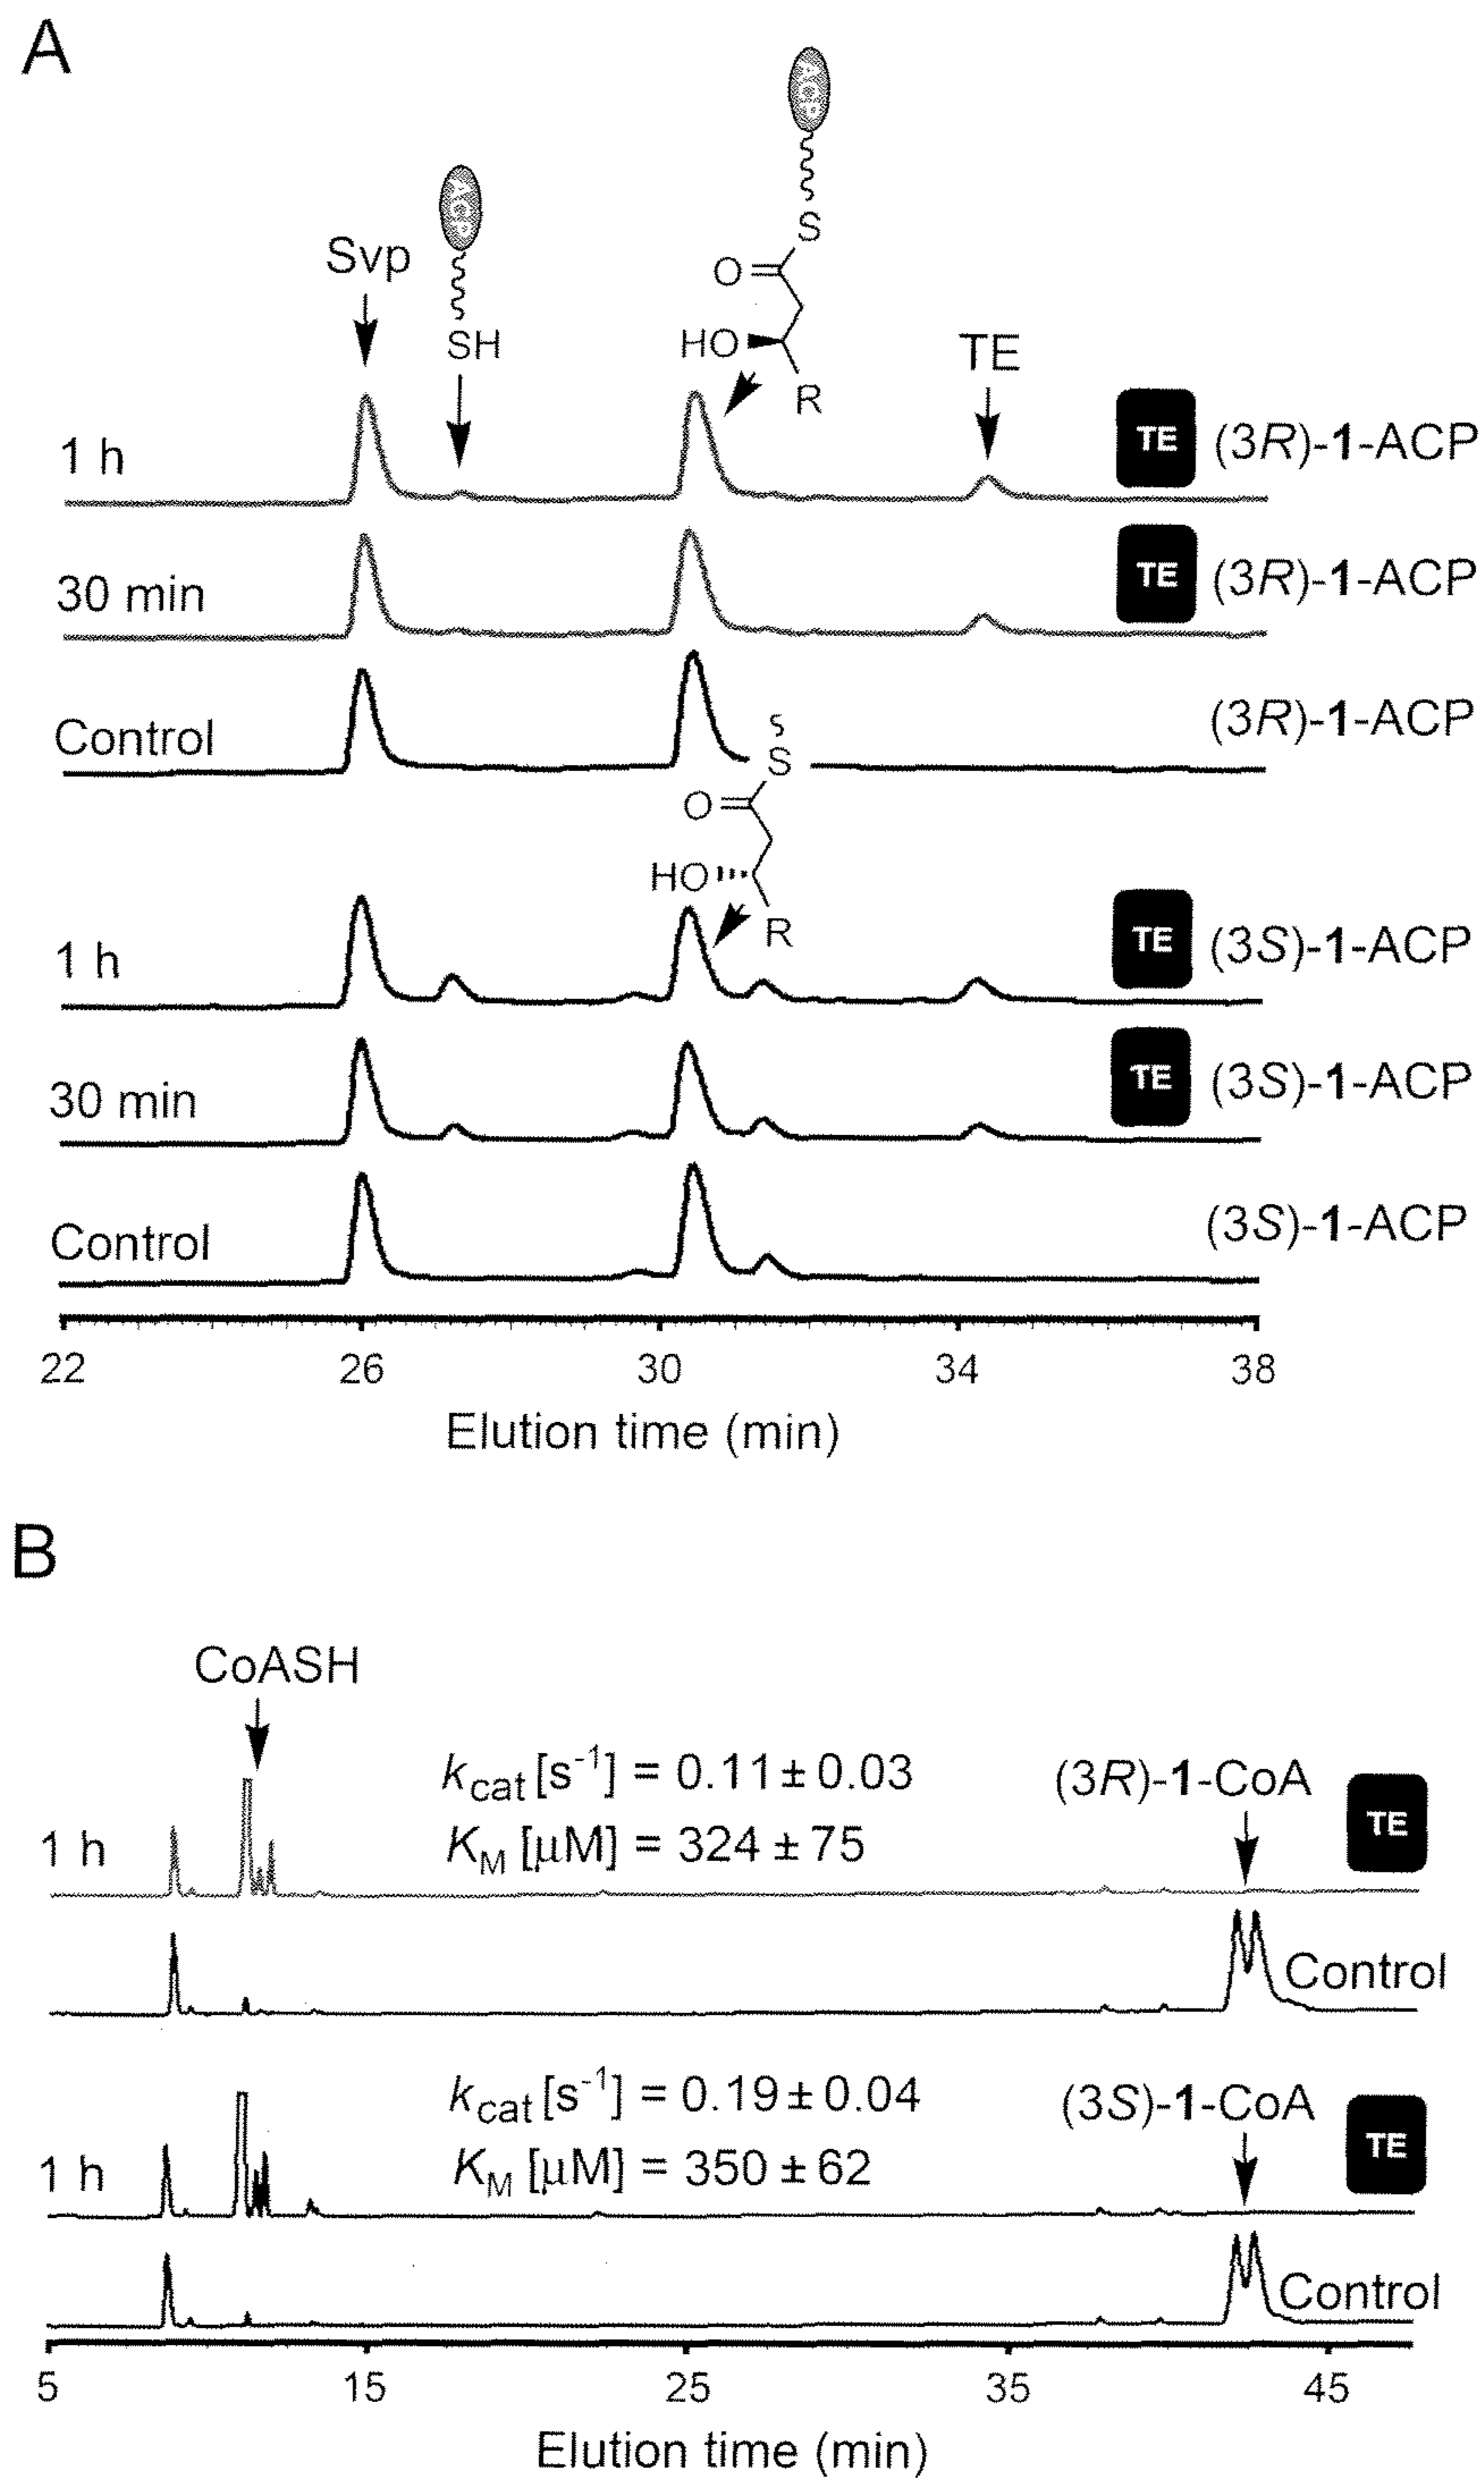 A
ACP
ACP
S
Svp
O
SH
HO
TE
R
1 h
TE (3R)-1-ACP
30 min
TE (3R)-1-ACP
Control
(3R)-1-ACP
S
O
HO
R
1 h
TE (3S)-1-ACP
30 min
TE (3S)-1-ACP
Control
(3S)-1-ACP
22 26 30 34 38
Elution time (min)
B
CoASH
kcat [s-1] = 0.11 ± 0.03
(3R)-1-CoA
TE
1 h
KM [μM] = 324 ± 75
Control
kcat [s-1] = 0.19 ± 0.04
(3S)-1-CoA
TE
1 h
KM [μM] = 350 ± 62
Control
5 15 25 35 45
Elution time (min)